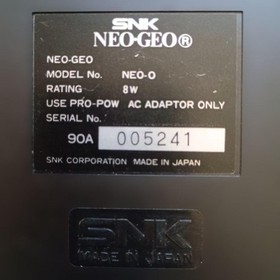 SNK
NEO·GEO®
NEO-GEO
MODEL No. NEO-0
RATING 8W
USE PRO-POW AC ADAPTOR ONLY
SERIAL No.
90A 005241
SNK CORPORATION MADE IN JAPAN
SNK
MADE IN JAPAN